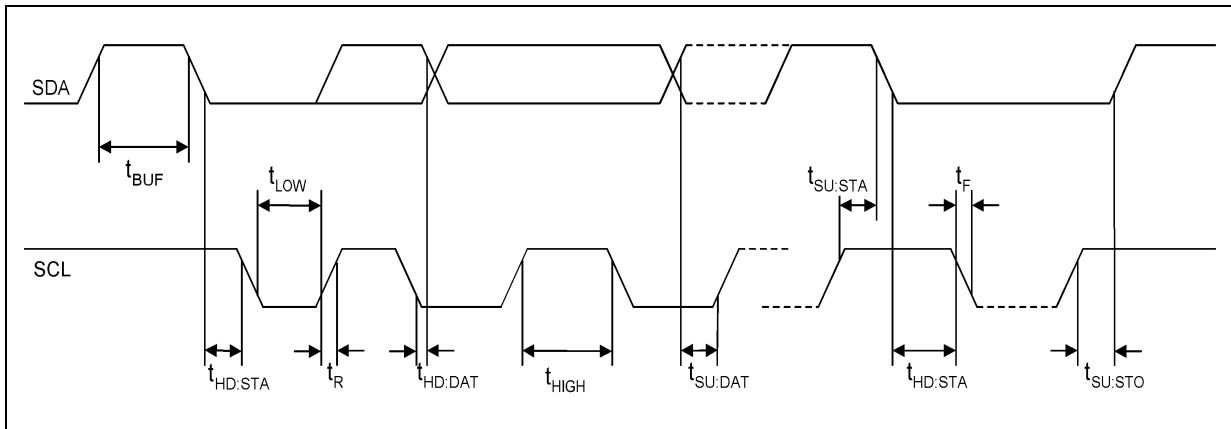 SDA
tBUF
tLOW
tSU:STA
tF
SCL
tHD:STA
tR
tHD:DAT
tHIGH
tSU:DAT
tHD:STA
tSU:STO